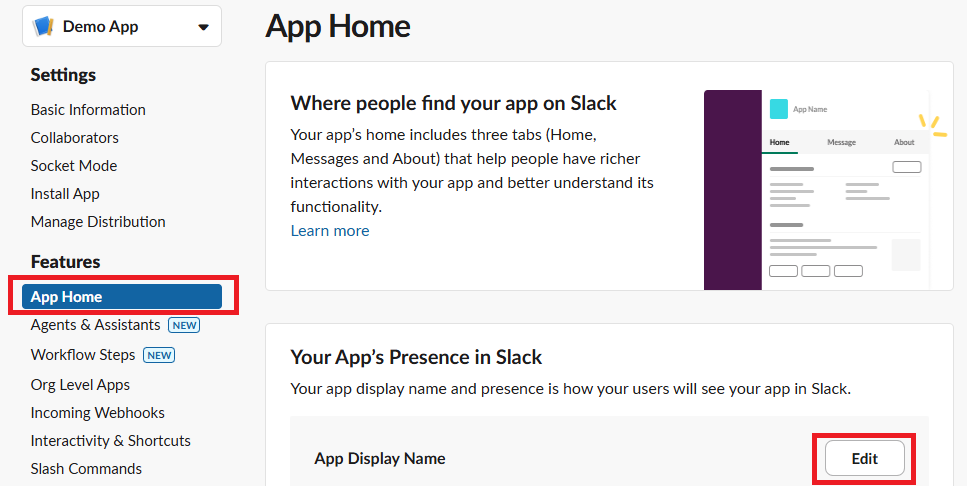 Demo App
Settings
Basic Information
Collaborators
Socket Mode
Install App
Manage Distribution
Features
App Home
Agents & Assistants NEW
Workflow Steps NEW
Org Level Apps
Incoming Webhooks
Interactivity & Shortcuts
Slash Commands
App Home
Where people find your app on Slack
Your app's home includes three tabs (Home,
Messages and About) that help people have richer
interactions with your app and better understand its
functionality.
Learn more
App Name
Home Message About
Your App's Presence in Slack
Your app display name and presence is how your users will see your app in Slack.
App Display Name
Edit